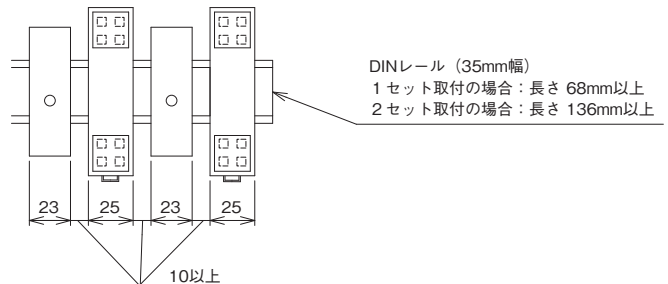 DINレール（35mm幅）
1セット取付の場合：長さ 68mm以上
2セット取付の場合：長さ 136mm以上
23 25 23 25
10以上